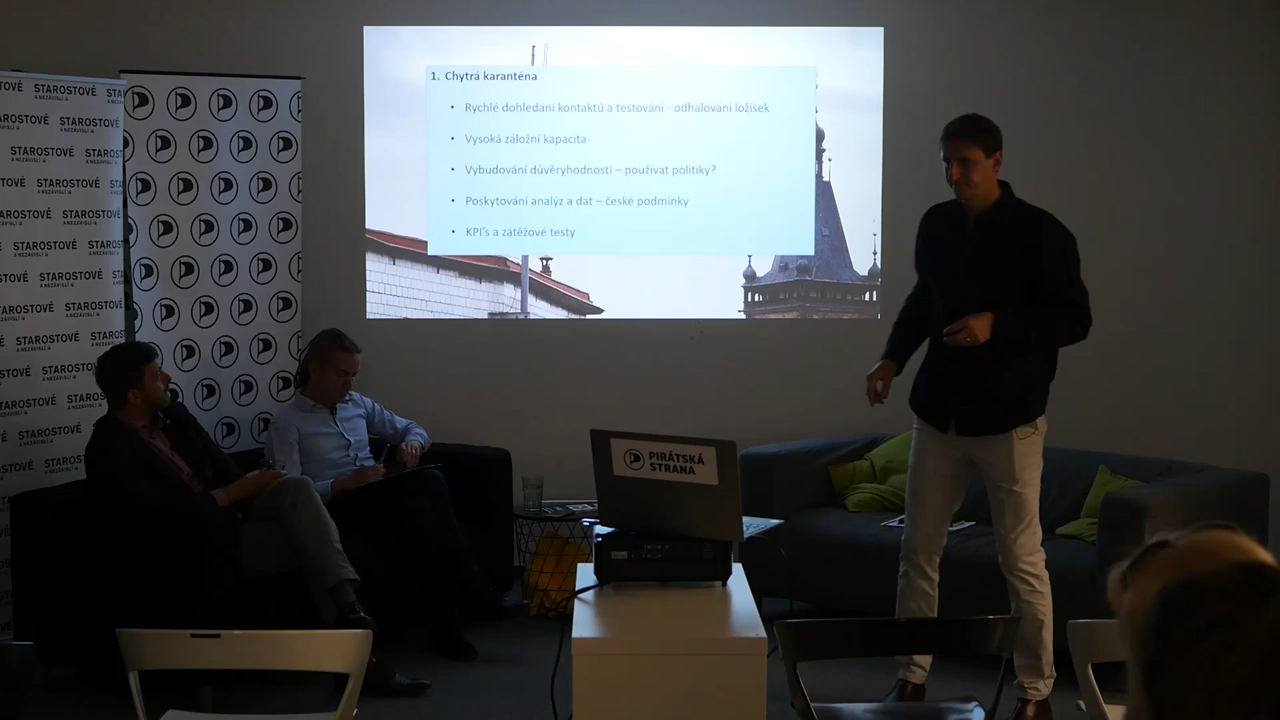 1. Chytrá karanténa
• Rychlé dohledání kontaktů a testování - odhalování ložisek
• Vysoká záložní kapacita
• Vybudování důvěryhodnosti – používat politiky?
• Poskytování analýz a dat – české podmínky
• KPI's a zátěžové testy
STAROSTOVÉ
A NEZÁVISLÍ
PIRÁTSKÁ
STRANA